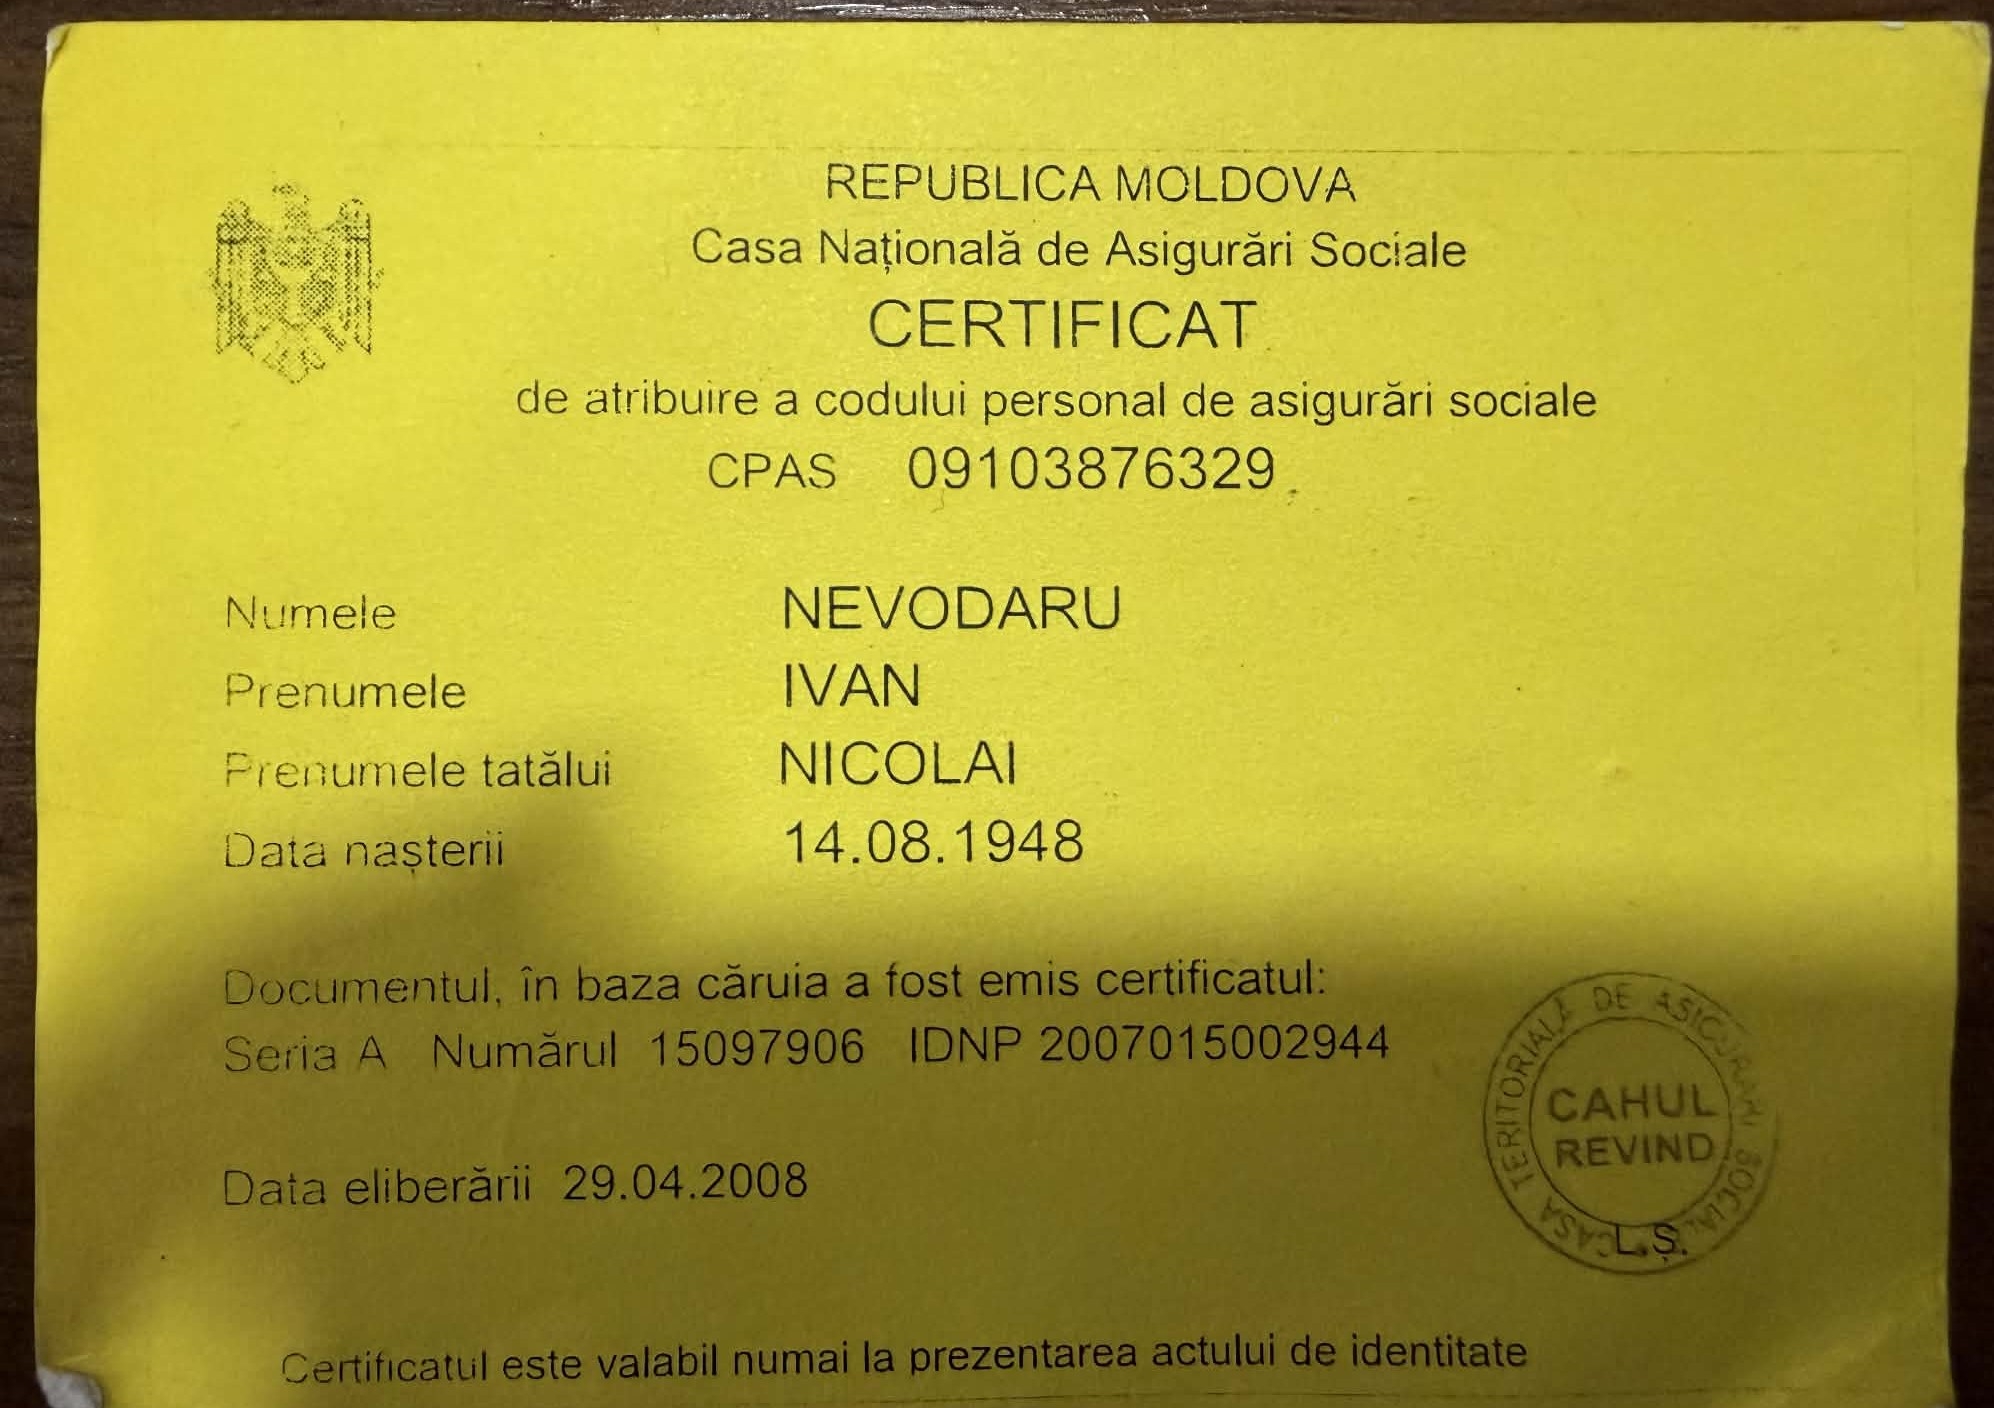 REPUBLICA MOLDOVA
Casa Națională de Asigurări Sociale
CERTIFICAT
de atribuire a codului personal de asigurări sociale
CPAS 09103876329
Numele NEVODARU
Prenumele IVAN
Prenumele tatălui NICOLAI
Data nașterii 14.08.1948
Documentul, în baza căruia a fost emis certificatul:
Seria A Numărul 15097906 IDNP 2007015002944
Data eliberării 29.04.2008
CASA TERITORIALĂ DE ASIGURĂRI SOCIALE
CAHUL
REVIND
L.Ș.
Certificatul este valabil numai la prezentarea actului de identitate